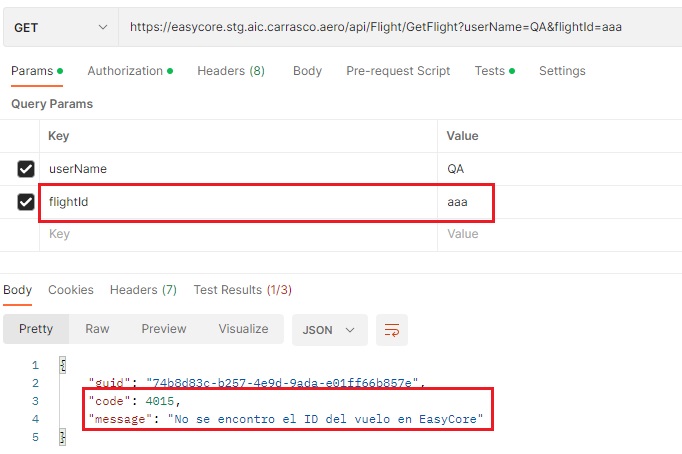 GET https://easycore.stg.aic.carrasco.aero/api/Flight/GetFlight?userName=QA&flightId=aaa
Params Authorization Headers (8) Body Pre-request Script Tests Settings
Query Params
Key Value
userName QA
flightId aaa
Key Value
Body Cookies Headers (7) Test Results (1/3)
Pretty Raw Preview Visualize JSON
1 {
2 "guid": "74b8d83c-b257-4e9d-9ada-e01ff66b857e",
3 "code": 4015,
4 "message": "No se encontro el ID del vuelo en EasyCore"
5 }